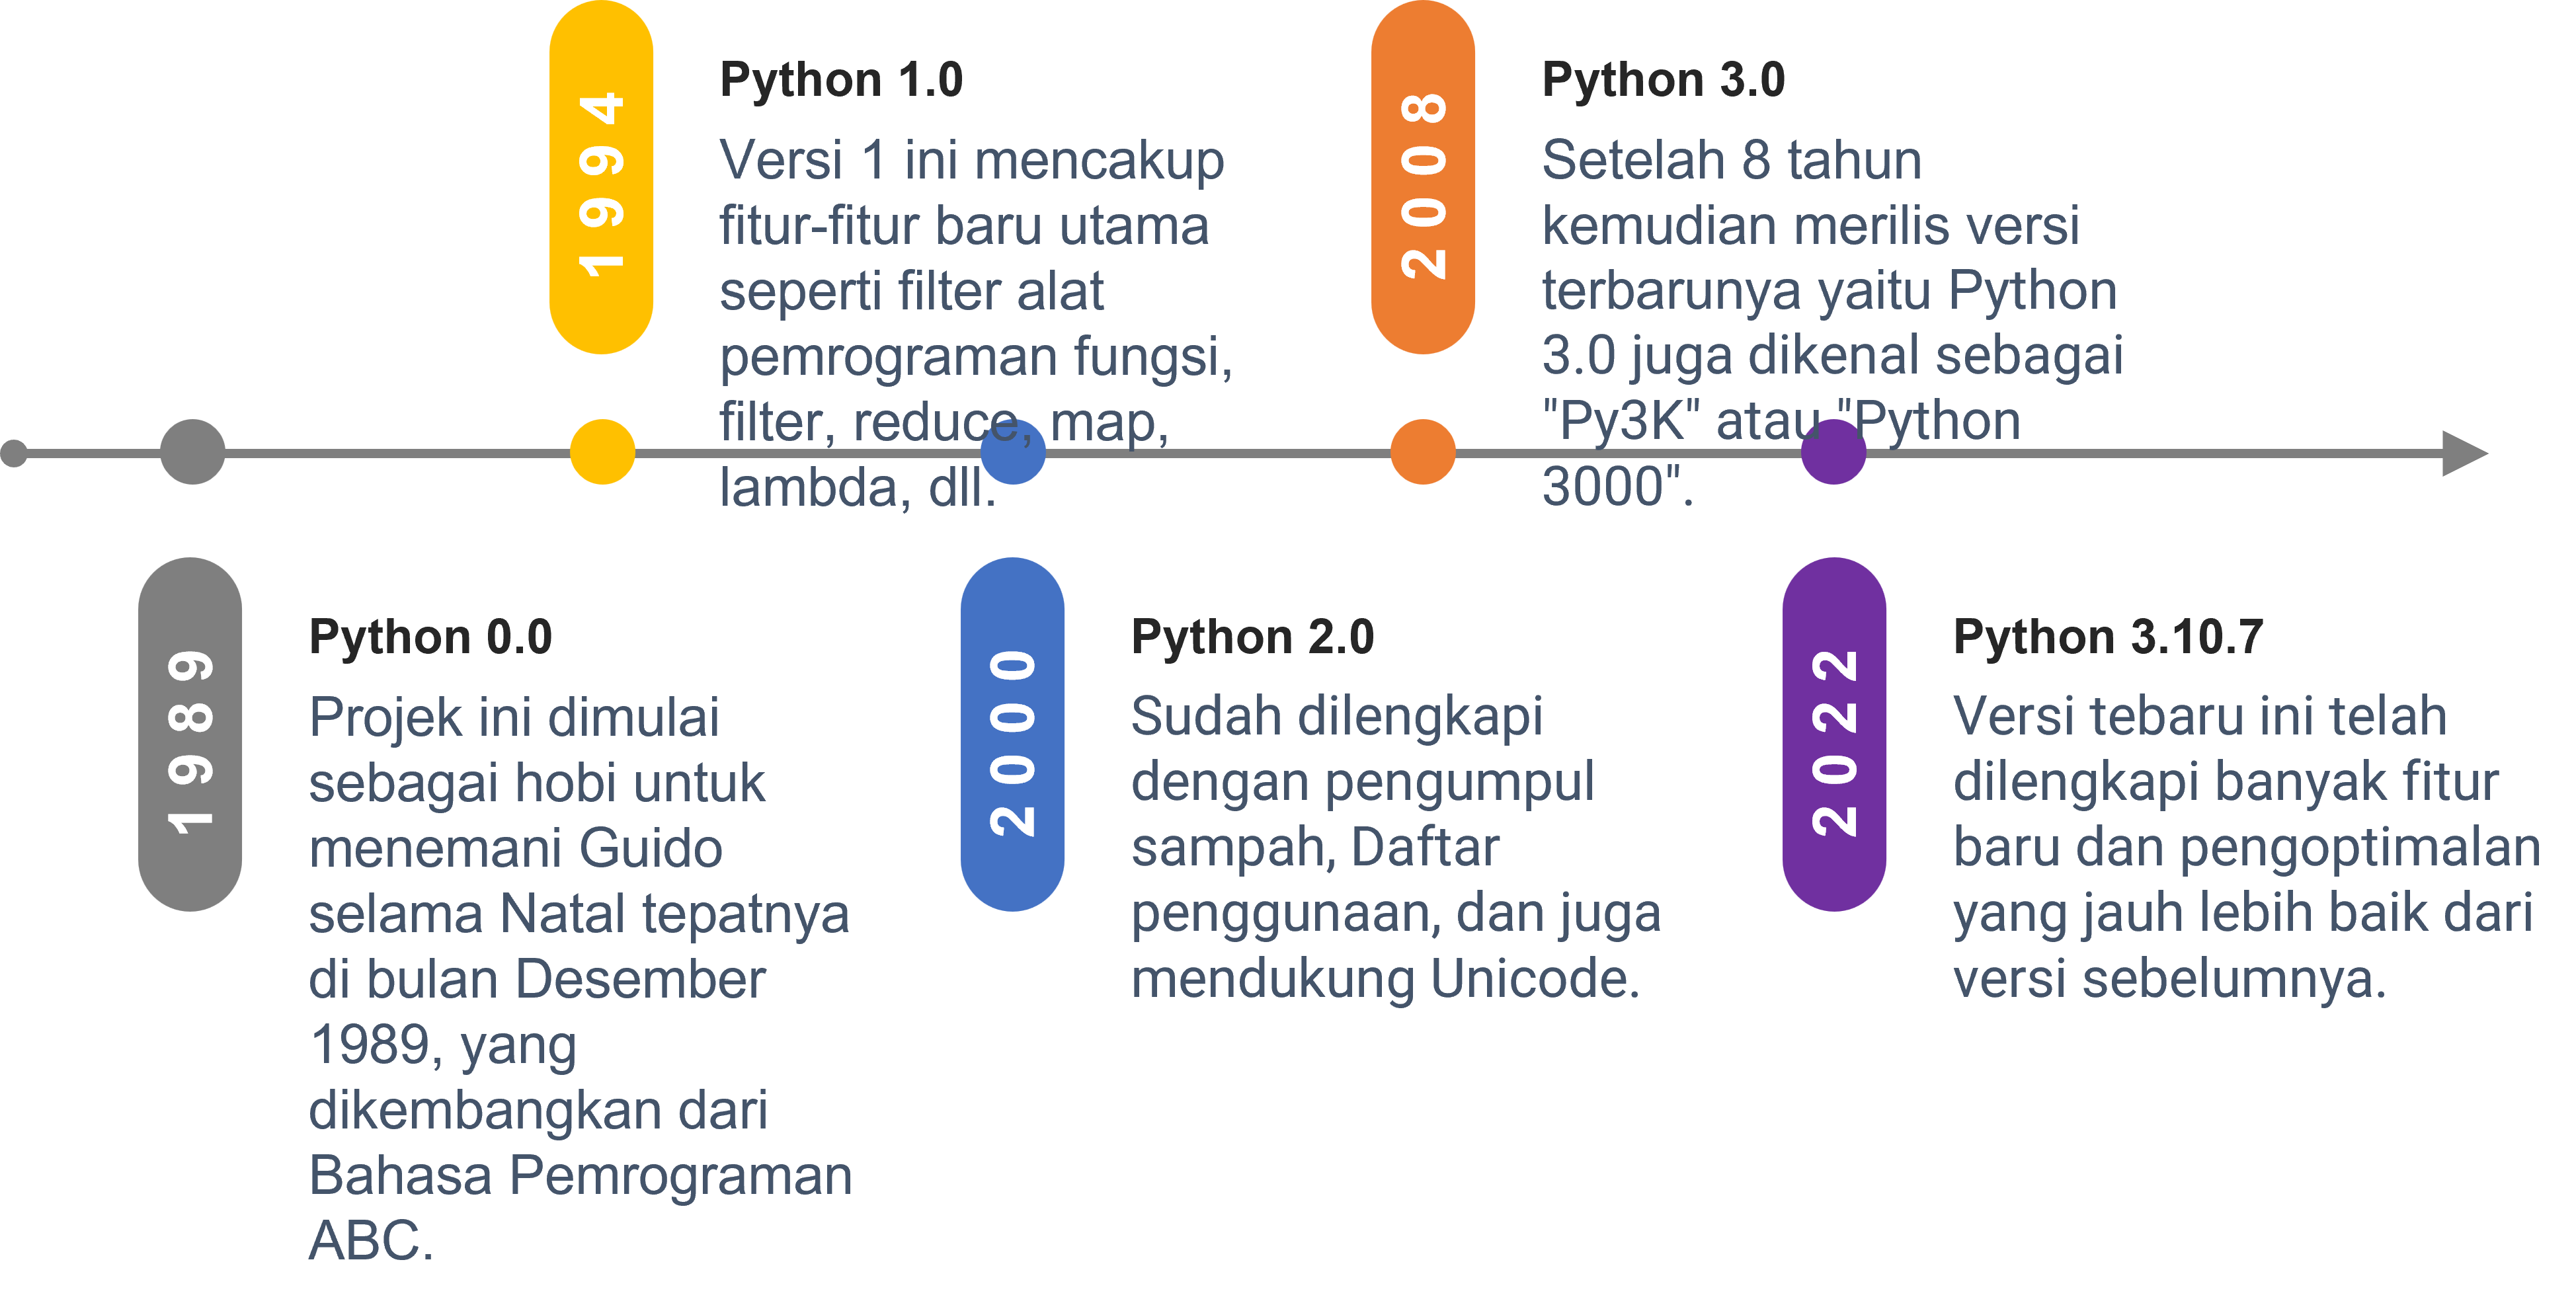 1994
Python 1.0
Versi 1 ini mencakup
fitur-fitur baru utama
seperti filter alat
pemrograman fungsi,
filter, reduce, map,
lambda, dll.
2008
Python 3.0
Setelah 8 tahun
kemudian merilis versi
terbarunya yaitu Python
3.0 juga dikenal sebagai
"Py3K" atau "Python
3000".
1989
Python 0.0
Projek ini dimulai
sebagai hobi untuk
menemani Guido
selama Natal tepatnya
di bulan Desember
1989, yang
dikembangkan dari
Bahasa Pemrograman
ABC.
2000
Python 2.0
Sudah dilengkapi
dengan pengumpul
sampah, Daftar
penggunaan, dan juga
mendukung Unicode.
2022
Python 3.10.7
Versi tebaru ini telah
dilengkapi banyak fitur
baru dan pengoptimalan
yang jauh lebih baik dari
versi sebelumnya.